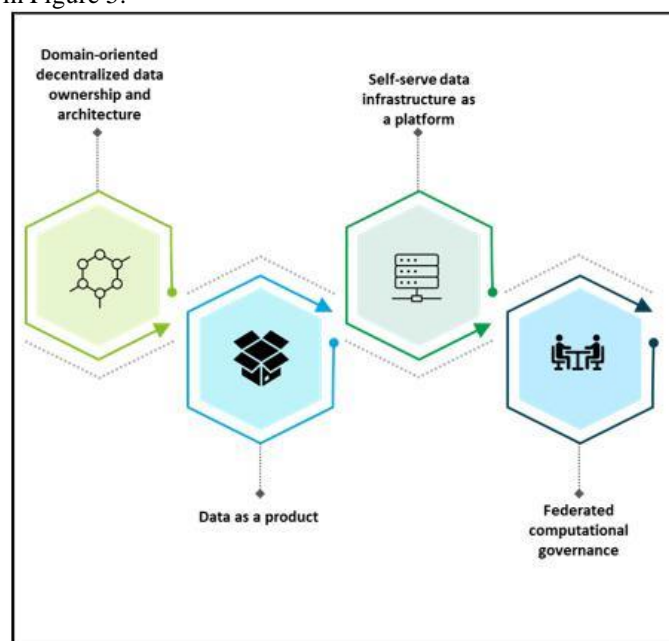 in Figure 3.
Domain-oriented
decentralized data
ownership and
architecture
Self-serve data
infrastructure as
a platform
Data as a product
Federated
computational
governance